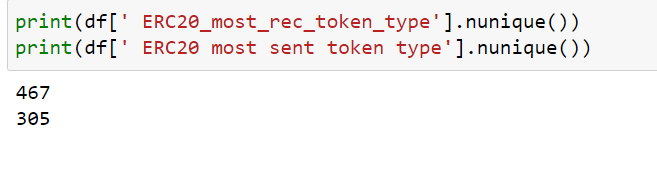 print(df[' ERC20_most_rec_token_type'].nunique())
print(df[' ERC20 most sent token type'].nunique())
467
305